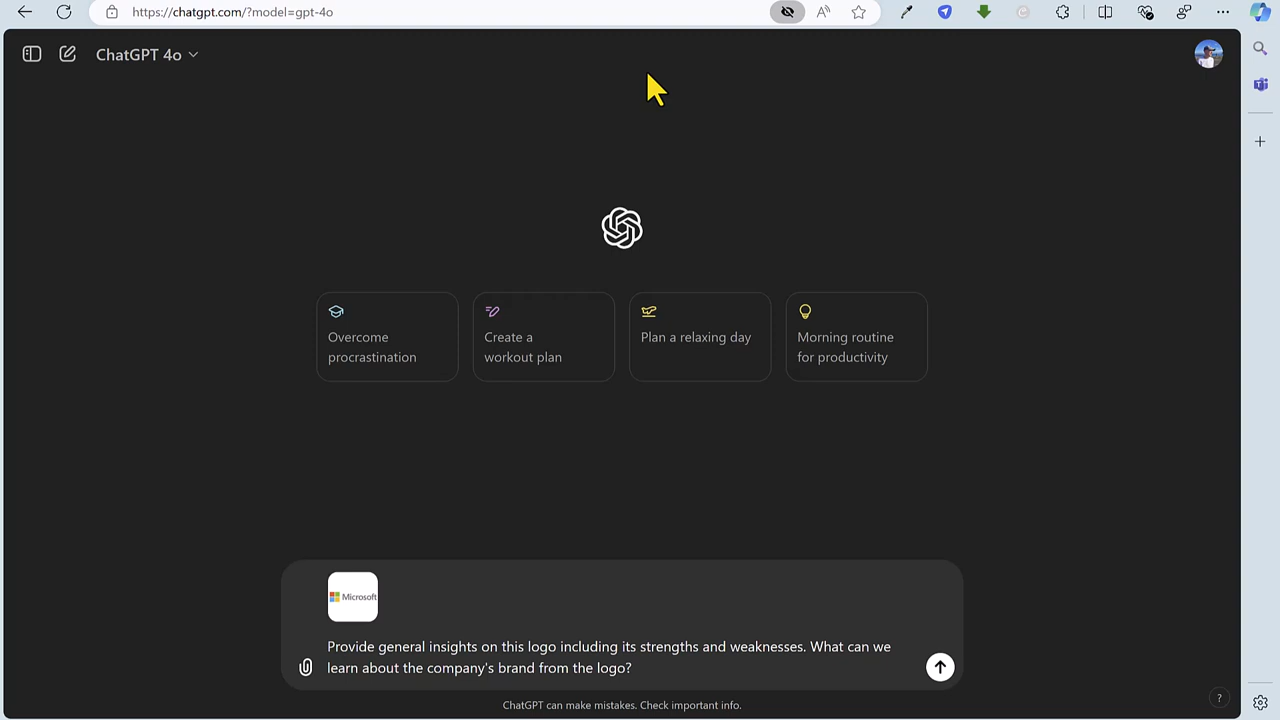 https://chatgpt.com/?model=gpt-4o
ChatGPT 4o
Overcome
procrastination
Create a
workout plan
Plan a relaxing day
Morning routine
for productivity
Microsoft
Provide general insights on this logo including its strengths and weaknesses. What can we
learn about the company's brand from the logo?
ChatGPT can make mistakes. Check important info.
?